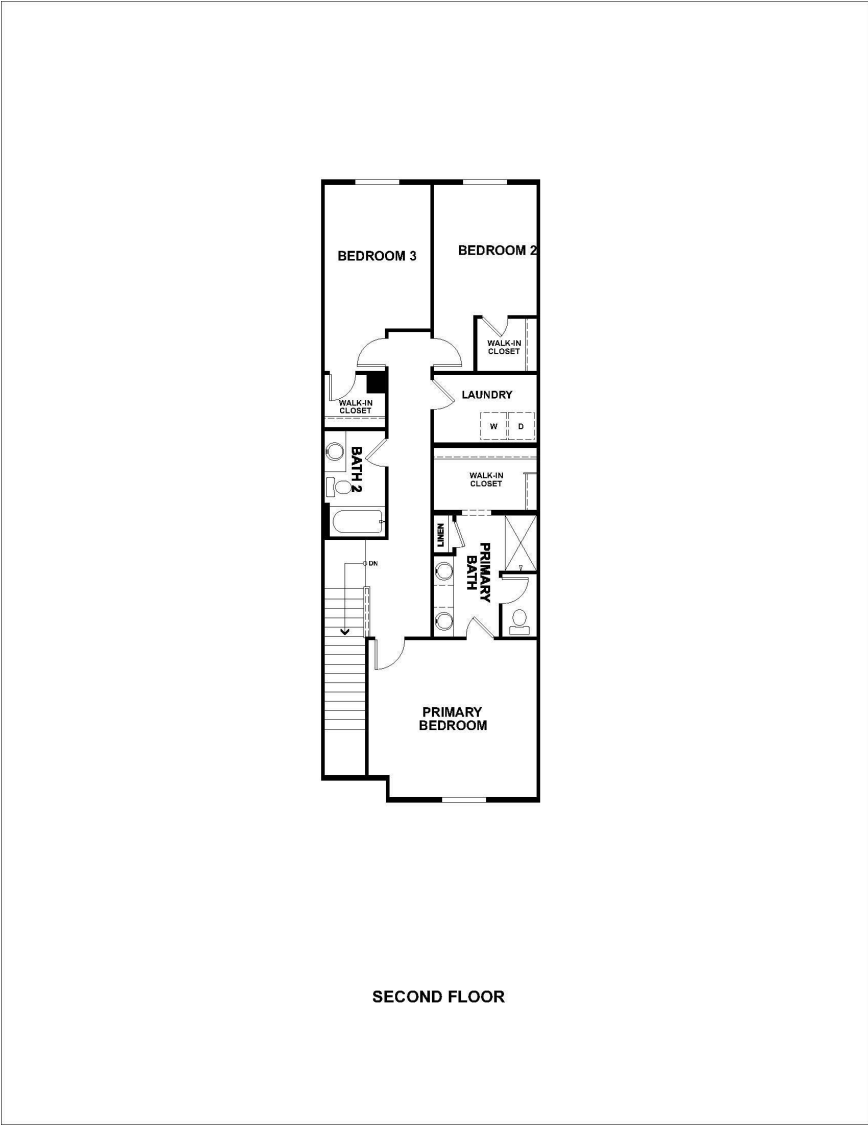 BEDROOM 3
BEDROOM 2
WALK-IN
CLOSET
WALK-IN
CLOSET
LAUNDRY
W
D
BATH 2
WALK-IN
CLOSET
LINEN
PRIMARY
BATH
DN
PRIMARY
BEDROOM
SECOND FLOOR